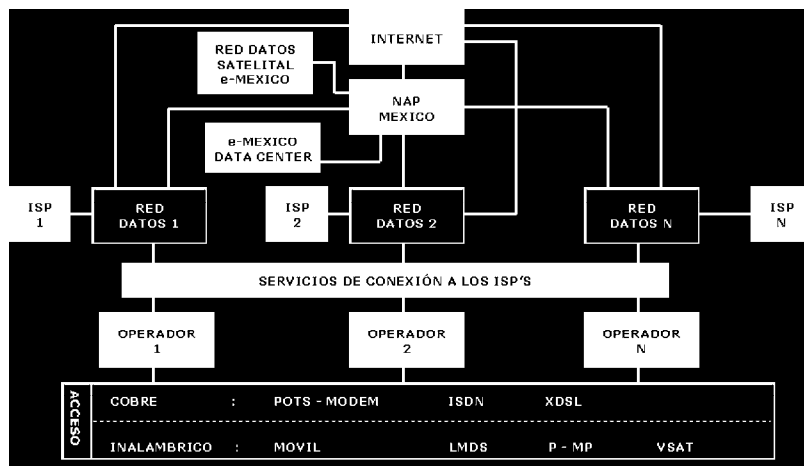 INTERNET
RED DATOS
SATELITAL
e-MEXICO
NAP
MEXICO
e-MEXICO
DATA CENTER
ISP
1
RED
DATOS 1
ISP
2
RED
DATOS 2
RED
DATOS N
ISP
N
SERVICIOS DE CONEXIÓN A LOS ISP'S
OPERADOR
1
OPERADOR
2
OPERADOR
N
ACCESO
COBRE : POTS - MODEM ISDN XDSL
INALAMBRICO : MOVIL LMDS P - MP VSAT